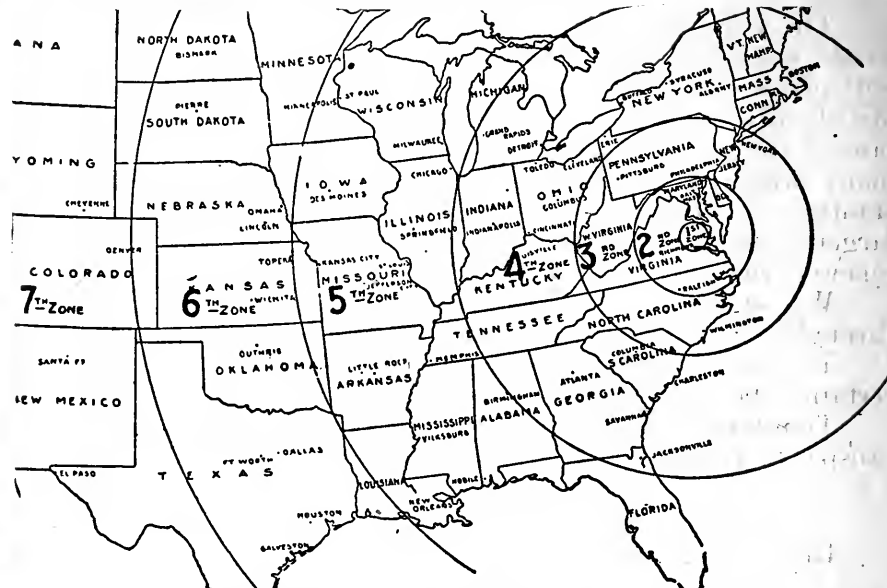 ANA
NORTH DAKOTA
BISMARK
MINNESOT
VT.
NEW
HAMP.
ST PAUL
MINNEAPOLIS
WISCONSIN
MICHIGAN
BUFFALO
SYRACUSE
NEW YORK
ALBANY
MASS
BOSTON
CONN
PIERRE
SOUTH DAKOTA
MILWAUKEE
GRAND
RAPIDS
DETROIT
ERIE
PENNSYLVANIA
PITTSBURG
PHILADELPHIA
NEW
JERSEY
NEW YORK
YOMING
CHEYENNE
NEBRASKA
OMAHA
LINCOLN
IOWA
DES MOINES
CHICAGO
TOLEDO
CLEVELAND
OHIO
COLUMBUS
CINCINNATI
ILLINOIS
SPRINGFIELD
INDIANA
INDIANAPOLIS
MARYLAND
DEL
W. VIRGINIA
DENVER
COLORADO
7TH ZONE
TOPEKA
KANSAS
6TH ZONE
WICHITA
KANSAS CITY
MISSOURI
ST LOUIS
JEFFERSON
5TH ZONE
UISVILLE
4TH ZONE
KENTUCKY
3RD ZONE
2ND ZONE
1ST ZONE
VIRGINIA
RALEIGH
TENNESSEE
NORTH CAROLINA
WILMINGTON
SANTA FE
EW MEXICO
EL PASO
GUTHRIE
OKLAHOMA
LITTLE ROCK
ARKANSAS
MEMPHIS
COLUMBIA
S CAROLINA
CHARLESTON
ATLANTA
GEORGIA
SAVANNAH
BIRMINGHAM
ALABAMA
MISSISSIPPI
VICKSBURG
FT WORTH
DALLAS
TEXAS
LOUISIANA
MOBILE
JACKSONVILLE
NEW
ORLEANS
HOUSTON
GALVESTON
FLORIDA